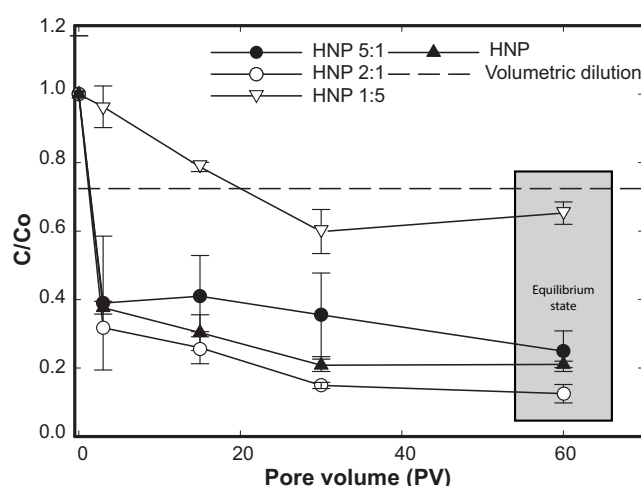 1.2
1.0
0.8
0.6
0.4
0.2
0.0
C/Co
HNP 5:1
HNP
HNP 2:1
Volumetric dilution
HNP 1:5
Equilibrium
state
0
20
40
60
Pore volume (PV)